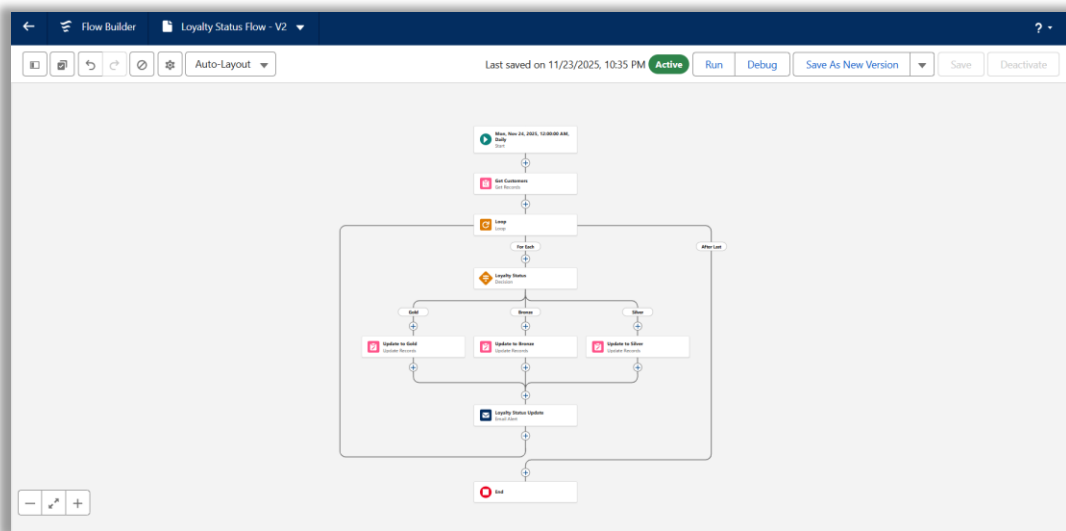 Flow Builder
Loyalty Status Flow - V2
?
Auto-Layout
Last saved on 11/23/2025, 10:35 PM
Active
Run
Debug
Save As New Version
Save
Deactivate
Mon, Nov 24, 2025, 12:00:00 AM,
Daily
Start
Get Customers
Get Records
Loop
Loop
For Each
After Last
Loyalty Status
Decision
Gold
Bronze
Silver
Update to Gold
Update Records
Update to Bronze
Update Records
Update to Silver
Update Records
Loyalty Status Update
Email Alert
End